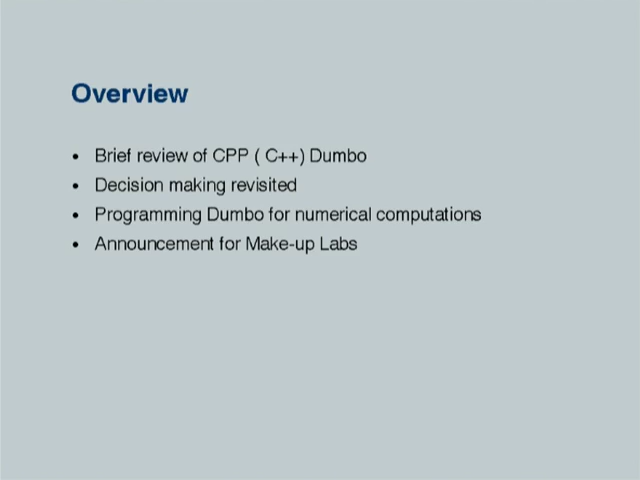 Overview
• Brief review of CPP ( C++) Dumbo
• Decision making revisited
• Programming Dumbo for numerical computations
• Announcement for Make-up Labs